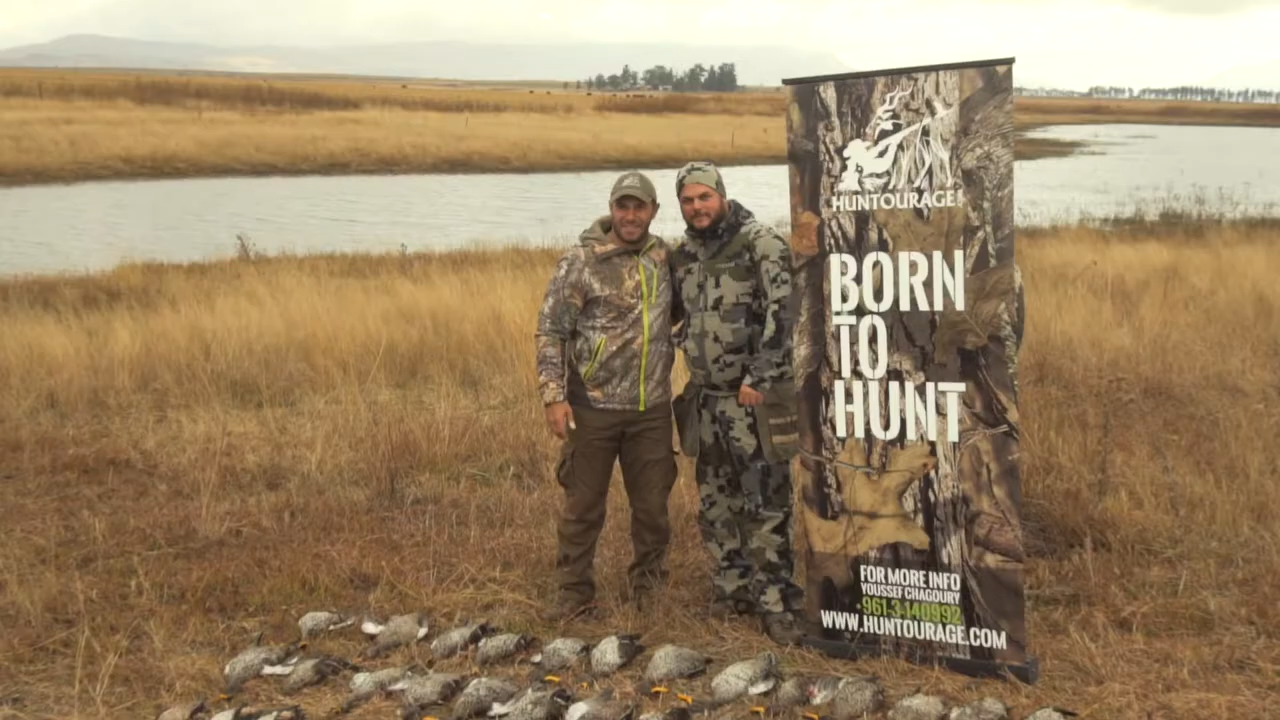 HUNTOURAGE
BORN
TO
HUNT
FOR MORE INFO
YOUSSEF CHAGOURY
+961-3-140992
WWW.HUNTOURAGE.COM